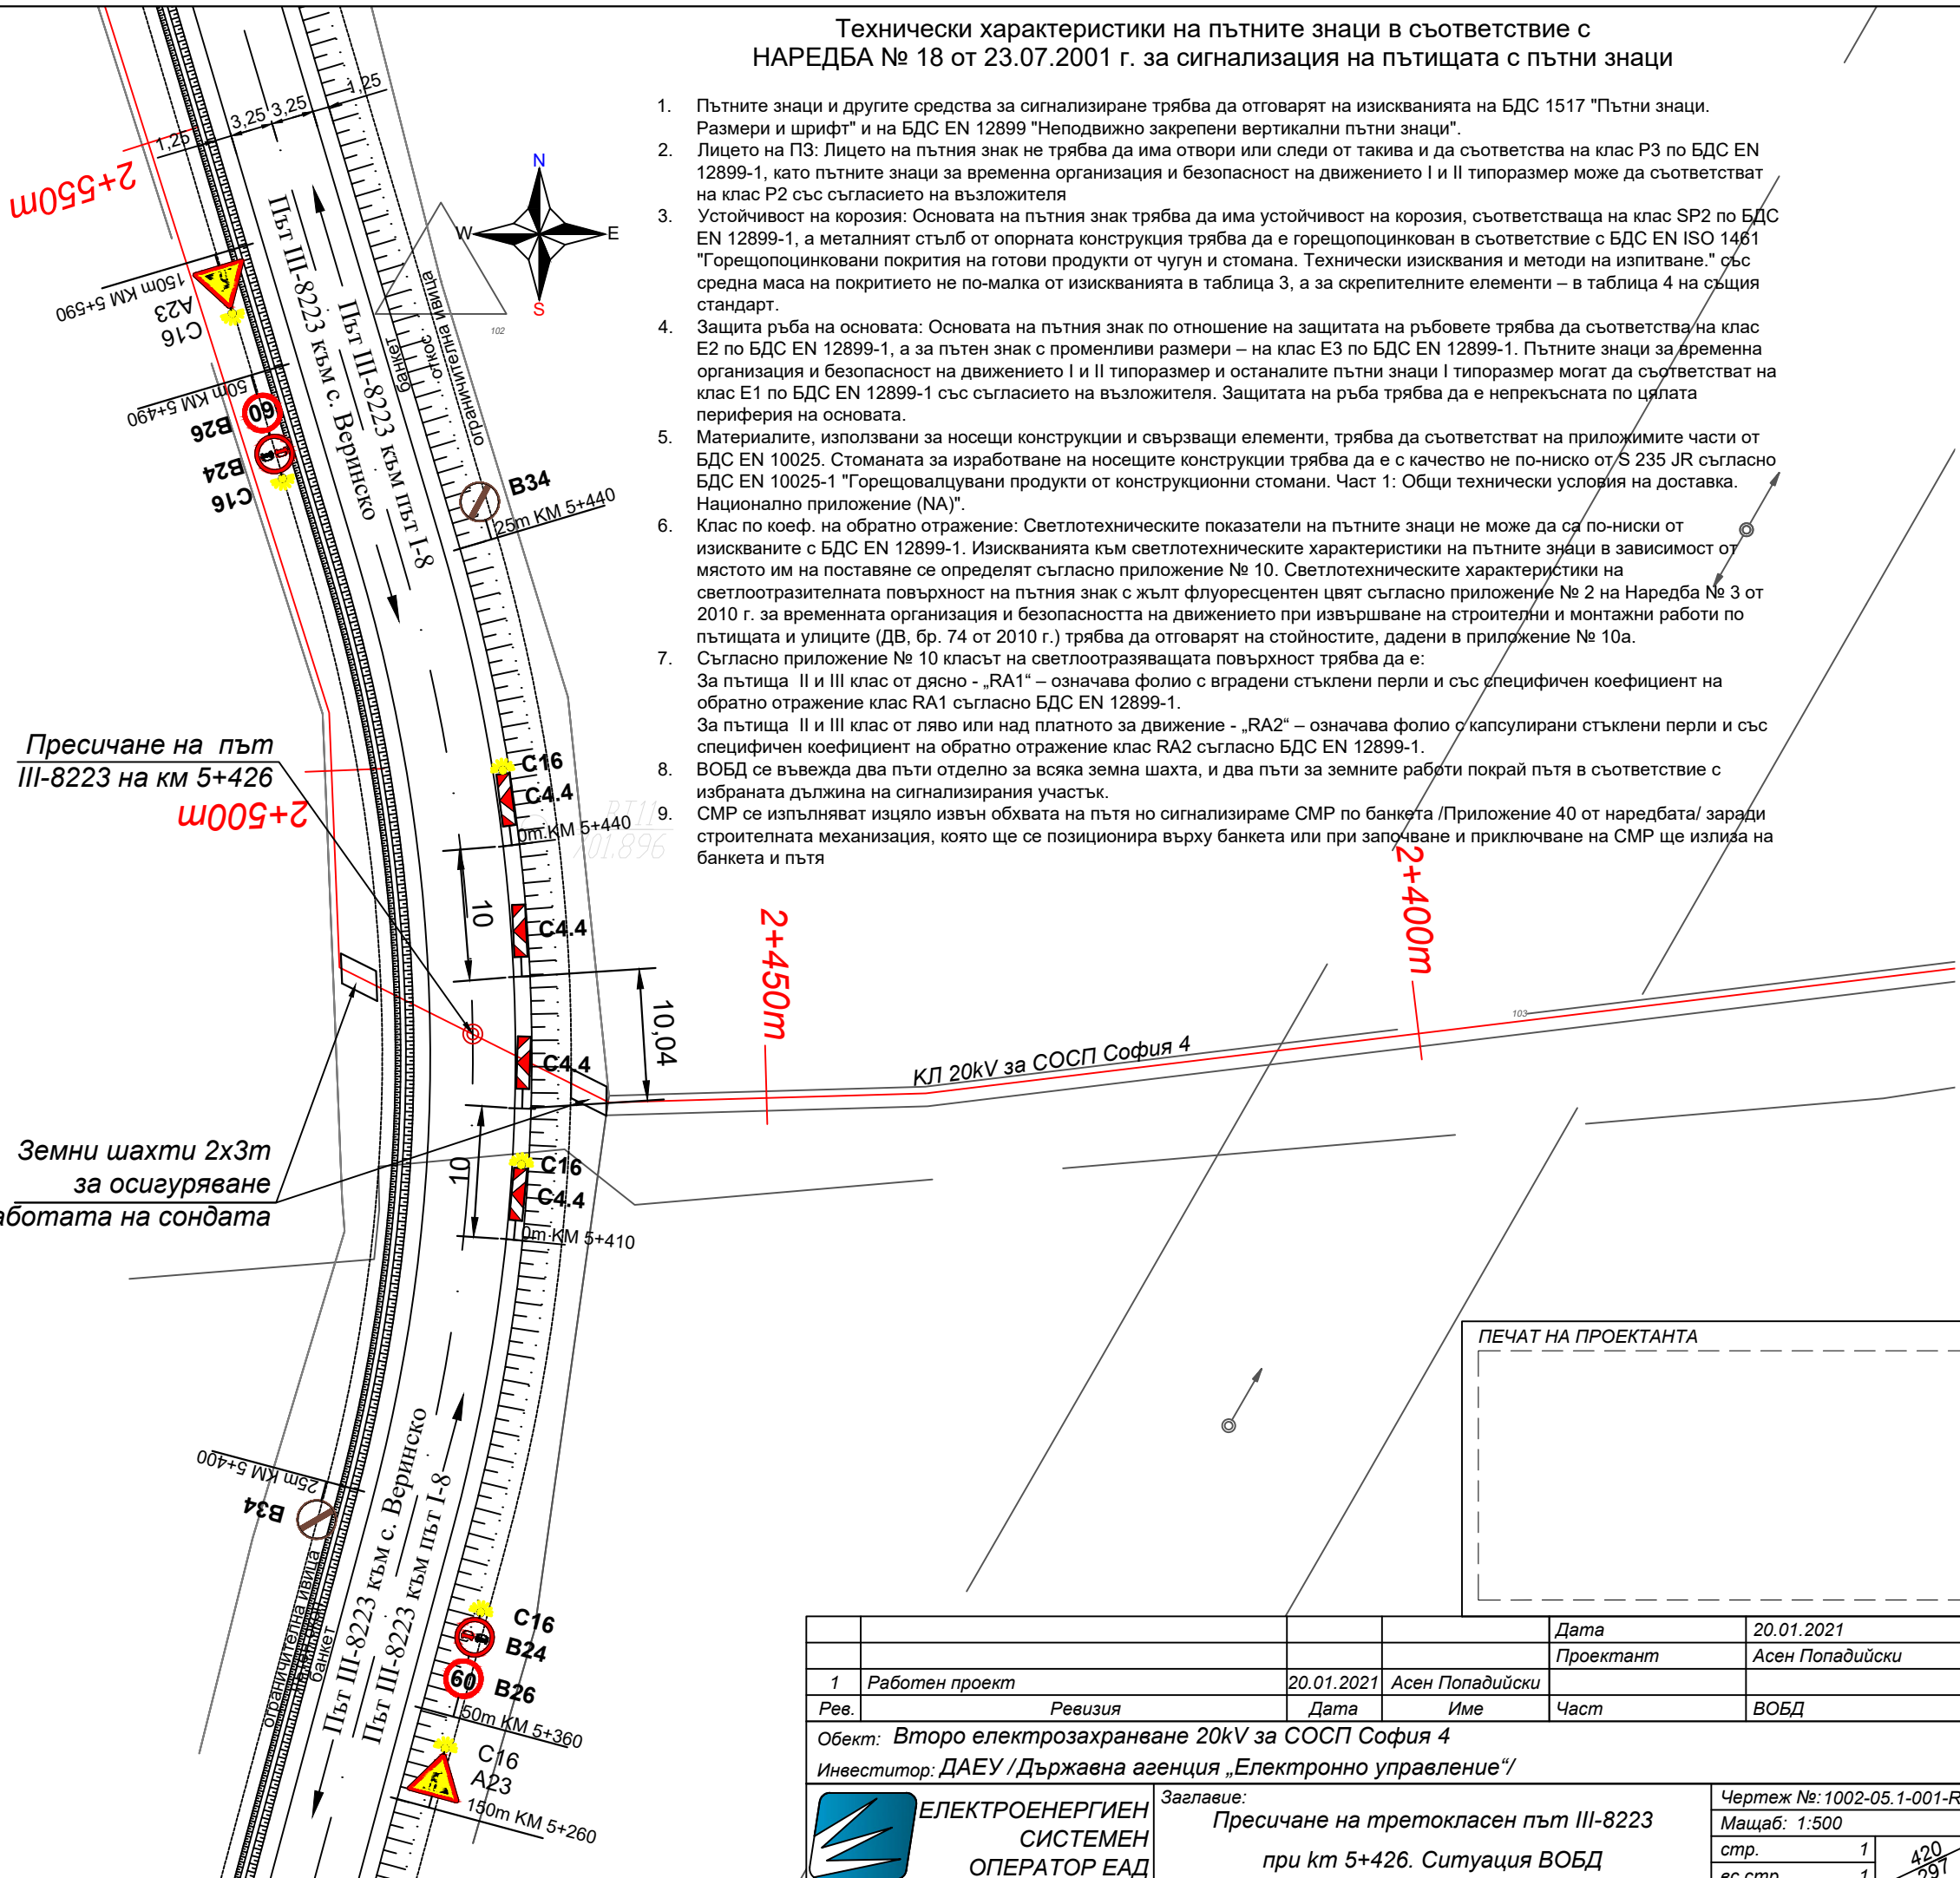 Технически характеристики на пътните знаци в съответствие с
НАРЕДБА № 18 от 23.07.2001 г. за сигнализация на пътищата с пътни знаци
1. Пътните знаци и другите средства за сигнализиране трябва да отговарят на изискванията на БДС 1517 "Пътни знаци.
Размери и шрифт" и на БДС EN 12899 "Неподвижно закрепени вертикални пътни знаци".
2. Лицето на ПЗ: Лицето на пътния знак не трябва да има отвори или следи от такива и да съответства на клас P3 по БДС EN
12899-1, като пътните знаци за временна организация и безопасност на движението I и II типоразмер може да съответстват
на клас P2 със съгласието на възложителя
3. Устойчивост на корозия: Основата на пътния знак трябва да има устойчивост на корозия, съответстваща на клас SP2 по БДС
EN 12899-1, а металният стълб от опорната конструкция трябва да е горещопоцинкован в съответствие с БДС EN ISO 1461
"Горещопоцинковани покрития на готови продукти от чугун и стомана. Технически изисквания и методи на изпитване." със
средна маса на покритието не по-малка от изискванията в таблица 3, а за скрепителните елементи – в таблица 4 на същия
стандарт.
4. Защита ръба на основата: Основата на пътния знак по отношение на защитата на ръбовете трябва да съответства на клас
E2 по БДС EN 12899-1, а за пътен знак с променливи размери – на клас E3 по БДС EN 12899-1. Пътните знаци за временна
организация и безопасност на движението I и II типоразмер и останалите пътни знаци I типоразмер могат да съответстват на
клас E1 по БДС EN 12899-1 със съгласието на възложителя. Защитата на ръба трябва да е непрекъсната по цялата
периферия на основата.
5. Материалите, използвани за носещи конструкции и свързващи елементи, трябва да съответстват на приложимите части от
БДС EN 10025. Стоманата за изработване на носещите конструкции трябва да е с качество не по-ниско от S 235 JR съгласно
БДС EN 10025-1 "Горещовалцувани продукти от конструкционни стомани. Част 1: Общи технически условия на доставка.
Национално приложение (NA)".
6. Клас по коеф. на обратно отражение: Светлотехническите показатели на пътните знаци не може да са по-ниски от
изискваните с БДС EN 12899-1. Изискванията към светлотехническите характеристики на пътните знаци в зависимост от
мястото им на поставяне се определят съгласно приложение № 10. Светлотехническите характеристики на
светлоотразителната повърхност на пътния знак с жълт флуоресцентен цвят съгласно приложение № 2 на Наредба № 3 от
2010 г. за временната организация и безопасността на движението при извършване на строителни и монтажни работи по
пътищата и улиците (ДВ, бр. 74 от 2010 г.) трябва да отговарят на стойностите, дадени в приложение № 10а.
7. Съгласно приложение № 10 класът на светлоотразяващата повърхност трябва да е:
За пътища II и III клас от дясно - „RA1“ – означава фолио с вградени стъклени перли и със специфичен коефициент на
обратно отражение клас RA1 съгласно БДС EN 12899-1.
За пътища II и III клас от ляво или над платното за движение - „RA2“ – означава фолио с капсулирани стъклени перли и със
специфичен коефициент на обратно отражение клас RA2 съгласно БДС EN 12899-1.
8. ВОБД се въвежда два пъти отделно за всяка земна шахта, и два пъти за земните работи покрай пътя в съответствие с
избраната дължина на сигнализирания участък.
9. СМР се изпълняват изцяло извън обхвата на пътя но сигнализираме СМР по банкета /Приложение 40 от наредбата/ заради
строителната механизация, която ще се позиционира върху банкета или при започване и приключване на СМР ще излиза на
банкета и пътя
1,25
3,25
3,25
1,25
2+550m
N
W
E
S
102
150m KM 5+590
A23
C16
50m KM 5+490
B26
60
B24
C16
Път III-8223 към с. Веринско
Път III-8223 към път I-8
банкет
откос
ограничителна ивица
B34
25m KM 5+440
Пресичане на път
III-8223 на км 5+426
2+500m
C16
C4.4
0m KM 5+440
10
C4.4
10,04
C4.4
2+450m
2+400m
103
КЛ 20kV за СОСП София 4
Земни шахти 2x3m
за осигуряване
работата на сондата
10
C16
C4.4
0m KM 5+410
25m KM 5+400
B34
ограничителна ивица
банкет
Път III-8223 към с. Веринско
Път III-8223 към път I-8
C16
B24
60
B26
50m KM 5+360
C16
A23
150m KM 5+260
ПЕЧАТ НА ПРОЕКТАНТА
Дата 20.01.2021
Проектант Асен Попадийски
1 Работен проект 20.01.2021 Асен Попадийски
Рев. Ревизия Дата Име Част ВОБД
Обект: Второ електрозахранване 20kV за СОСП София 4
Инвеститор: ДАЕУ /Държавна агенция „Електронно управление“/
ЕЛЕКТРОЕНЕРГИЕН
СИСТЕМЕН
ОПЕРАТОР ЕАД
Заглавие:
Пресичане на третокласен път III-8223
при km 5+426. Ситуация ВОБД
Чертеж №: 1002-05.1-001-R
Мащаб: 1:500
стр. 1
вс.стр. 1
420
297